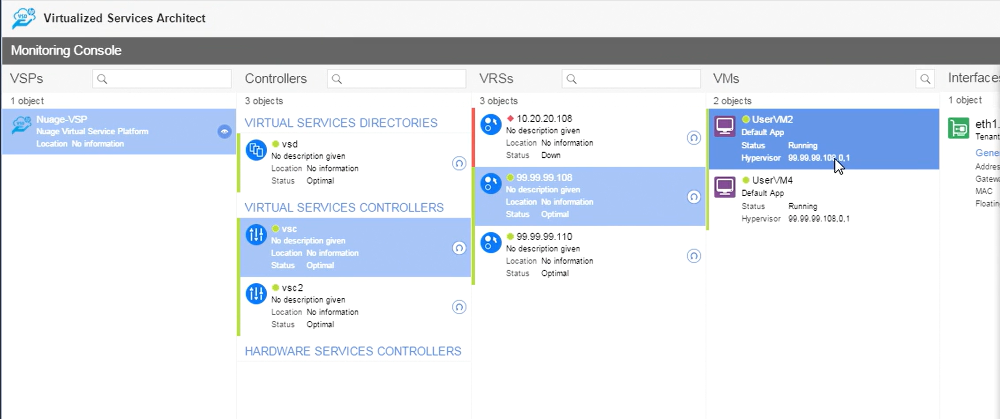 Virtualized Services Architect
Monitoring Console
VSPs
1 object
Nuage-VSP
Nuage Virtual Service Platform
Location No information
Controllers
3 objects
VIRTUAL SERVICES DIRECTORIES
vsd
No description given
Location No information
Status Optimal
VIRTUAL SERVICES CONTROLLERS
vsc
No description given
Location No information
Status Optimal
vsc2
No description given
Location No information
Status Optimal
HARDWARE SERVICES CONTROLLERS
VRSs
3 objects
10.20.20.108
No description given
Location No information
Status Down
99.99.99.108
No description given
Location No information
Status Optimal
99.99.99.110
No description given
Location No information
Status Optimal
VMs
2 objects
UserVM2
Default App
Status Running
Hypervisor 99.99.99.108,0,1
UserVM4
Default App
Status Running
Hypervisor 99.99.99.108,0,1
Interfaces
1 object
eth1.
Tenant
Gener
Addres
Gatewa
MAC
Floating